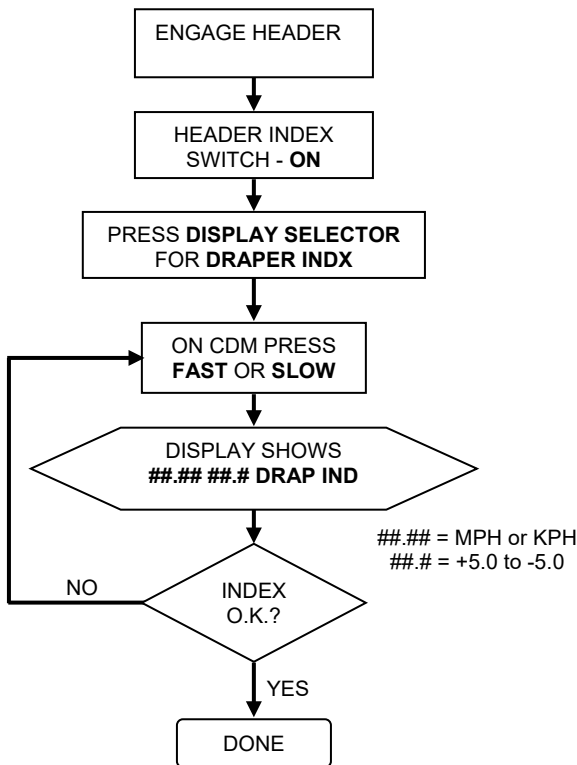 ENGAGE HEADER
HEADER INDEX
SWITCH - ON
PRESS DISPLAY SELECTOR
FOR DRAPER INDX
ON CDM PRESS
FAST OR SLOW
DISPLAY SHOWS
##.## ##.# DRAP IND
##.## = MPH or KPH
##.# = +5.0 to -5.0
NO
INDEX
O.K.?
YES
DONE